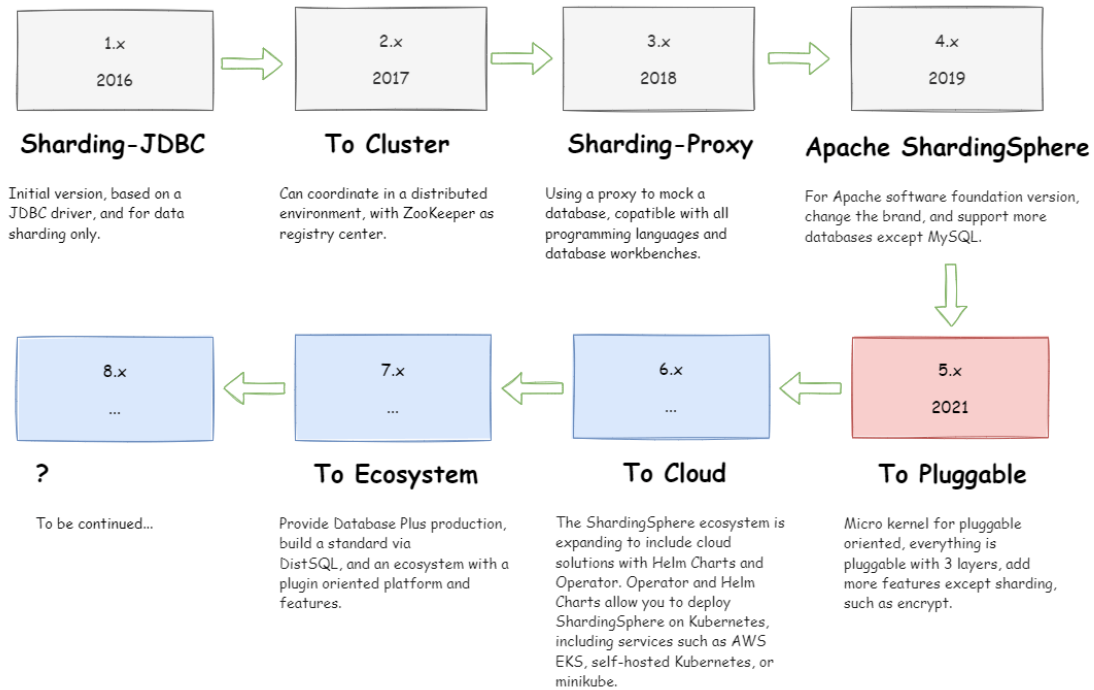 1.x
2016
Sharding-JDBC
Initial version, based on a
JDBC driver, and for data
sharding only.
2.x
2017
To Cluster
Can coordinate in a distributed
environment, with ZooKeeper as
registry center.
3.x
2018
Sharding-Proxy
Using a proxy to mock a
database, copatible with all
programming languages and
database workbenches.
4.x
2019
Apache ShardingSphere
For Apache software foundation version,
change the brand, and support more
databases except MySQL.
5.x
2021
To Pluggable
Micro kernel for pluggable
oriented, everything is
pluggable with 3 layers, add
more features except sharding,
such as encrypt.
6.x
...
To Cloud
The ShardingSphere ecosystem is
expanding to include cloud
solutions with Helm Charts and
Operator. Operator and Helm
Charts allow you to deploy
ShardingSphere on Kubernetes,
including services such as AWS
EKS, self-hosted Kubernetes, or
minikube.
7.x
...
To Ecosystem
Provide Database Plus production,
build a standard via
DistSQL, and an ecosystem with a
plugin oriented platform and
features.
8.x
...
?
To be continued...